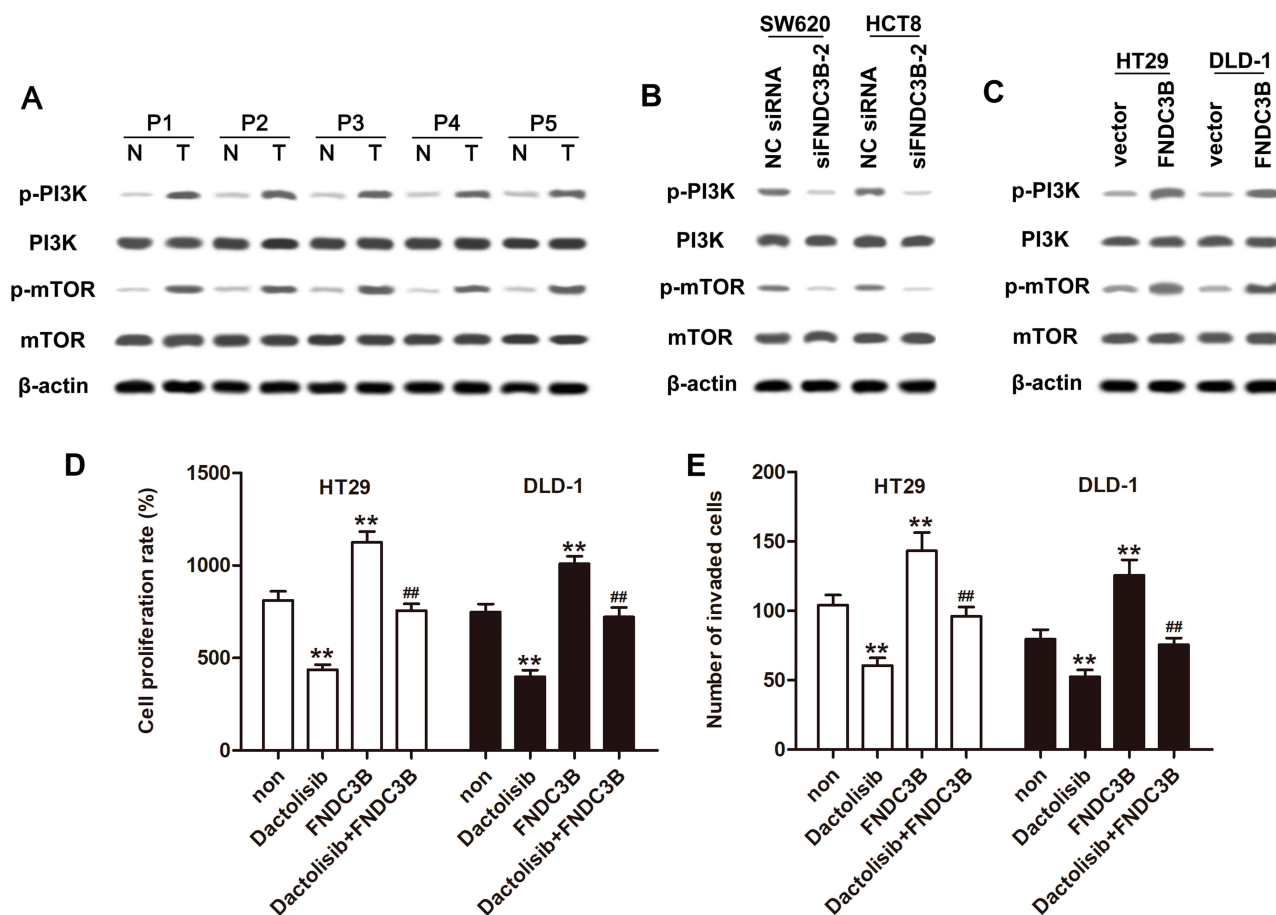 A
P1 P2 P3 P4 P5
N T N T N T N T N T
p-PI3K
PI3K
p-mTOR
mTOR
β-actin
B
SW620 HCT8
NC siRNA siFNDC3B-2 NC siRNA siFNDC3B-2
p-PI3K
PI3K
p-mTOR
mTOR
β-actin
C
HT29 DLD-1
vector FNDC3B vector FNDC3B
p-PI3K
PI3K
p-mTOR
mTOR
β-actin
D
Cell proliferation rate (%)
1500
1000
500
0
HT29 DLD-1
** ** ## ** ** ##
non Dactolisib FNDC3B Dactolisib+FNDC3B non Dactolisib FNDC3B Dactolisib+FNDC3B
E
Number of invaded cells
200
150
100
50
0
HT29 DLD-1
** ** ## ** ** ##
non Dactolisib FNDC3B Dactolisib+FNDC3B non Dactolisib FNDC3B Dactolisib+FNDC3B